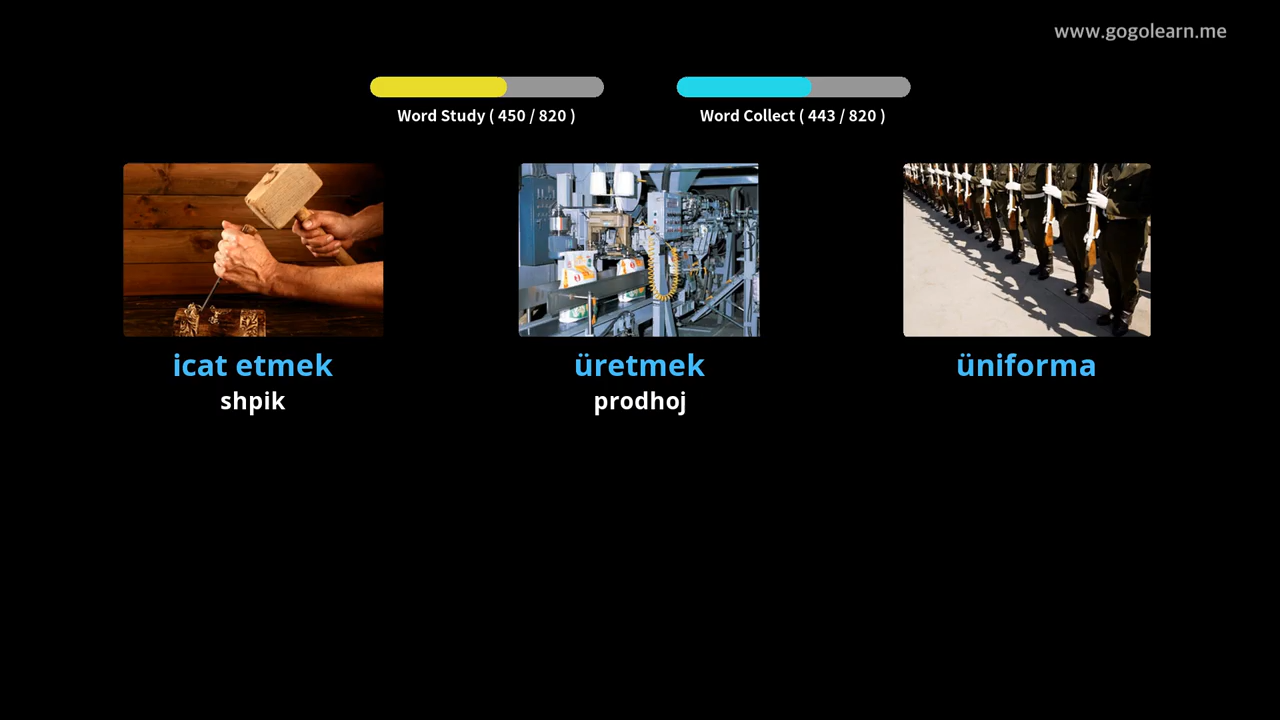 www.gogolearn.me
Word Study ( 450 / 820 )
Word Collect ( 443 / 820 )
icat etmek
shpik
üretmek
prodhoj
üniforma